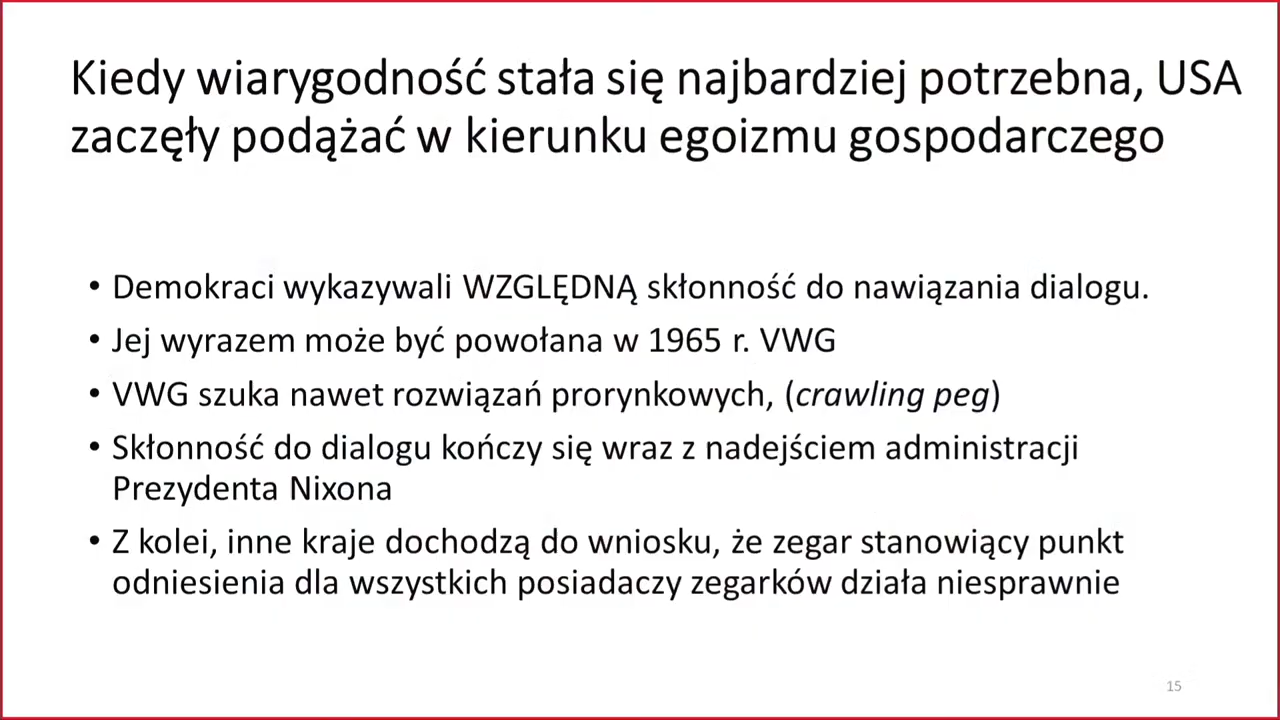 Kiedy wiarygodność stała się najbardziej potrzebna, USA
zaczęły podążać w kierunku egoizmu gospodarczego
• Demokraci wykazywali WZGLĘDNĄ skłonność do nawiązania dialogu.
• Jej wyrazem może być powołana w 1965 r. VWG
• VWG szuka nawet rozwiązań prorynkowych, (crawling peg)
• Skłonność do dialogu kończy się wraz z nadejściem administracji
Prezydenta Nixona
• Z kolei, inne kraje dochodzą do wniosku, że zegar stanowiący punkt
odniesienia dla wszystkich posiadaczy zegarków działa niesprawnie
15